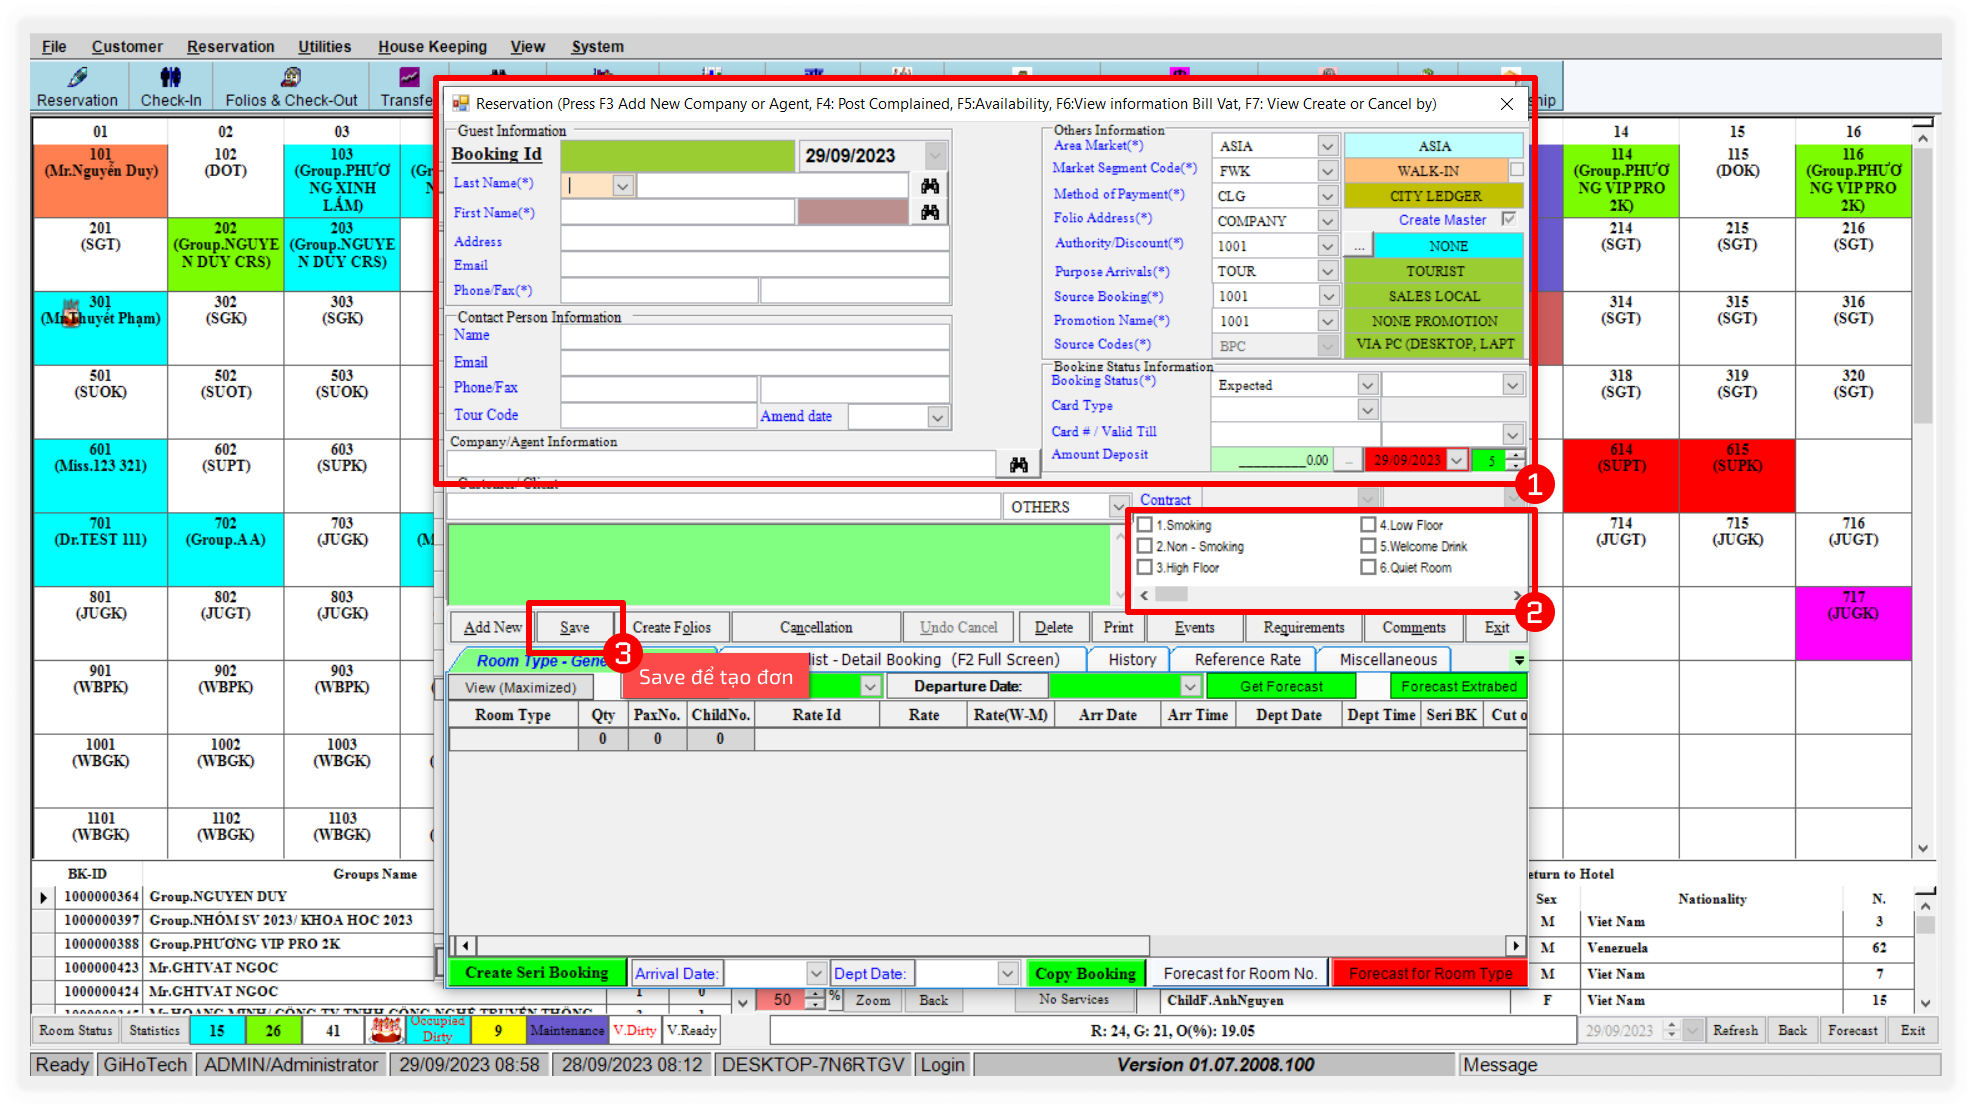 File Customer Reservation Utilities House Keeping View System
Reservation Check-In Folios & Check-Out Transfe
Reservation (Press F3 Add New Company or Agent, F4: Post Complained, F5:Availability, F6:View information Bill Vat, F7: View Create or Cancel by)
Guest Information
Booking Id 29/09/2023
Last Name(*)
First Name(*)
Address
Email
Phone/Fax(*)
Contact Person Information
Name
Email
Phone/Fax
Tour Code Amend date
Company/Agent Information
Others Information
Area Market(*) ASIA ASIA
Market Segment Code(*) FWK WALK-IN
Method of Payment(*) CLG CITY LEDGER
Folio Address(*) COMPANY Create Master
Authority/Discount(*) 1001 ... NONE
Purpose Arrivals(*) TOUR TOURIST
Source Booking(*) 1001 SALES LOCAL
Promotion Name(*) 1001 NONE PROMOTION
Source Codes(*) BPC VIA PC (DESKTOP, LAPT
Booking Status Information
Booking Status(*) Expected
Card Type
Card # / Valid Till
Amount Deposit _________0.00 ... 29/09/2023 5
1
Customer/ Client
OTHERS Contract
1.Smoking 4.Low Floor
2.Non - Smoking 5.Welcome Drink
3.High Floor 6.Quiet Room
2
Add New Save Create Folios Cancellation Undo Cancel Delete Print Events Requirements Comments Exit
3
Save để tạo đơn
Room Type - Gene list - Detail Booking (F2 Full Screen) History Reference Rate Miscellaneous
View (Maximized) Departure Date: Get Forecast Forecast Extrabed
Room Type Qty PaxNo. ChildNo. Rate Id Rate Rate(W-M) Arr Date Arr Time Dept Date Dept Time Seri BK Cut o
0 0 0
Create Seri Booking Arrival Date: Dept Date: Copy Booking Forecast for Room No. Forecast for Room Type
01 02 03 14 15 16
101 (Mr.Nguyễn Duy)
102 (DOT)
103 (Group.PHƯƠNG XINH LẮM)
114 (Group.PHƯƠNG VIP PRO 2K)
115 (DOK)
116 (Group.PHƯƠNG VIP PRO 2K)
201 (SGT)
202 (Group.NGUYEN DUY CRS)
203 (Group.NGUYEN DUY CRS)
214 (SGT)
215 (SGT)
216 (SGT)
301 (Mr.Thuyết Phạm)
302 (SGK)
303 (SGK)
314 (SGT)
315 (SGT)
316 (SGT)
501 (SUOK)
502 (SUOT)
503 (SUOK)
318 (SGT)
319 (SGT)
320 (SGT)
601 (Miss.123 321)
602 (SUPT)
603 (SUPK)
614 (SUPT)
615 (SUPK)
701 (Dr.TEST 111)
702 (Group.AA)
703 (JUGK)
714 (JUGT)
715 (JUGK)
716 (JUGT)
801 (JUGK)
802 (JUGT)
803 (JUGK)
717 (JUGK)
901 (WBPK)
902 (WBPK)
903 (WBPK)
1001 (WBGK)
1002 (WBGK)
1003 (WBGK)
1101 (WBGK)
1102 (WBGK)
1103 (WBGK)
BK-ID Groups Name
1000000364 Group.NGUYEN DUY
1000000397 Group.NHÓM SV 2023/ KHOA HOC 2023
1000000388 Group.PHƯƠNG VIP PRO 2K
1000000423 Mr.GHTVAT NGOC
1000000424 Mr.GHTVAT NGOC 1 0
50 % Zoom Back No Services ChildF.AnhNguyen
eturn to Hotel
Sex Nationality N.
M Viet Nam 3
M Venezuela 62
M Viet Nam 7
F Viet Nam 15
Room Status Statistics 15 26 41 Occupied Dirty 9 Maintenance V.Dirty V.Ready R: 24, G: 21, O(%): 19.05 29/09/2023 Refresh Back Forecast Exit
Ready GiHoTech ADMIN/Administrator 29/09/2023 08:58 28/09/2023 08:12 DESKTOP-7N6RTGV Login Version 01.07.2008.100 Message